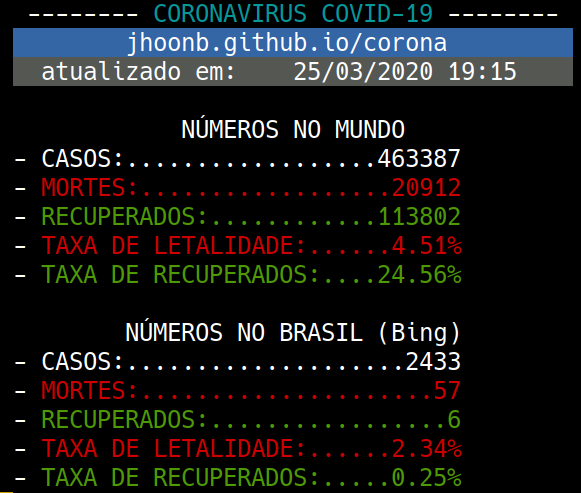 -------- CORONAVIRUS COVID-19 --------
jhoonb.github.io/corona
atualizado em:    25/03/2020 19:15
NÚMEROS NO MUNDO
- CASOS:..................463387
- MORTES:..................20912
- RECUPERADOS:............113802
- TAXA DE LETALIDADE:......4.51%
- TAXA DE RECUPERADOS:....24.56%
NÚMEROS NO BRASIL (Bing)
- CASOS:....................2433
- MORTES:.....................57
- RECUPERADOS:.................6
- TAXA DE LETALIDADE:......2.34%
- TAXA DE RECUPERADOS:.....0.25%